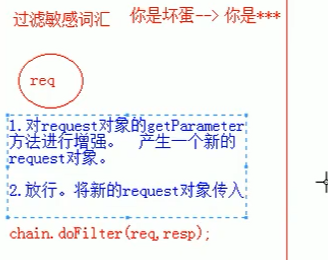 过滤敏感词汇 你是坏蛋--> 你是***
req
1.对request对象的getParameter
方法进行增强。 产生一个新的
request对象。
2.放行。将新的request对象传入
chain.doFilter(req,resp);